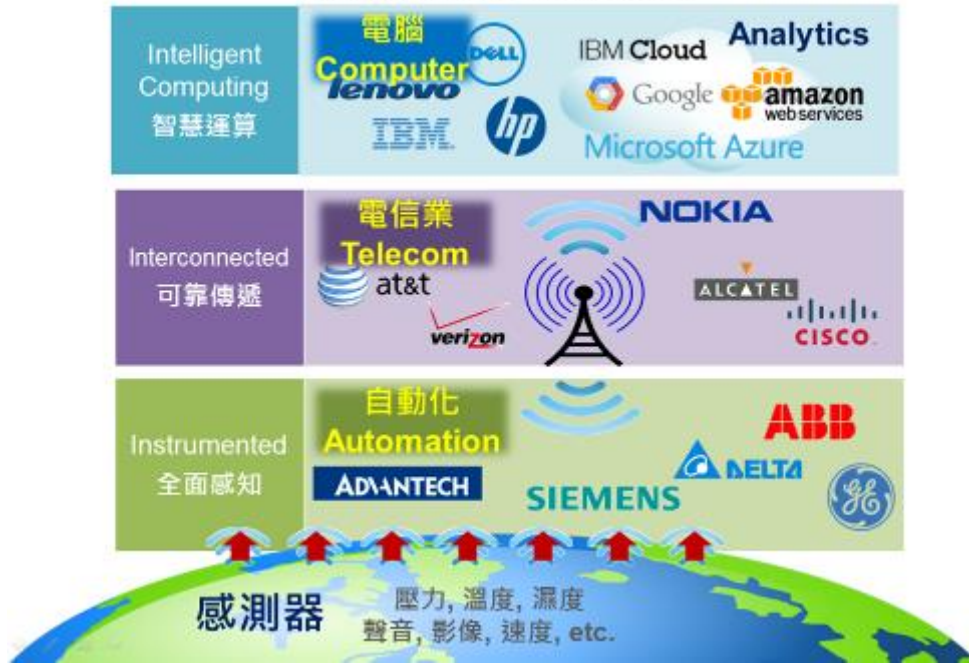 Intelligent
Computing
智慧運算
電腦
Computer
DELL
lenovo
IBM
hp
IBM Cloud
Analytics
Google
amazon
web services
Microsoft Azure
Interconnected
可靠傳遞
電信業
Telecom
at&t
verizon
NOKIA
ALCATEL
CISCO
Instrumented
全面感知
自動化
Automation
ADVANTECH
SIEMENS
ABB
DELTA
GE
感測器
壓力, 溫度, 濕度
聲音, 影像, 速度, etc.